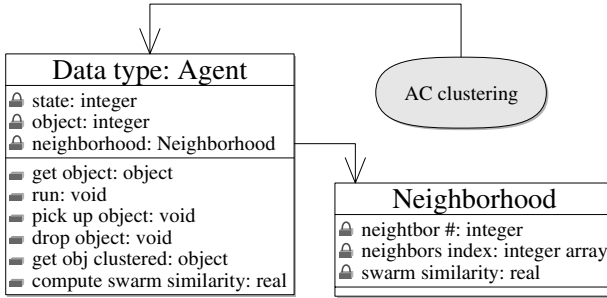 Data type: Agent
state: integer
object: integer
neighborhood: Neighborhood
get object: object
run: void
pick up object: void
drop object: void
get obj clustered: object
compute swarm similarity: real
AC clustering
Neighborhood
neightbor #: integer
neighbors index: integer array
swarm similarity: real